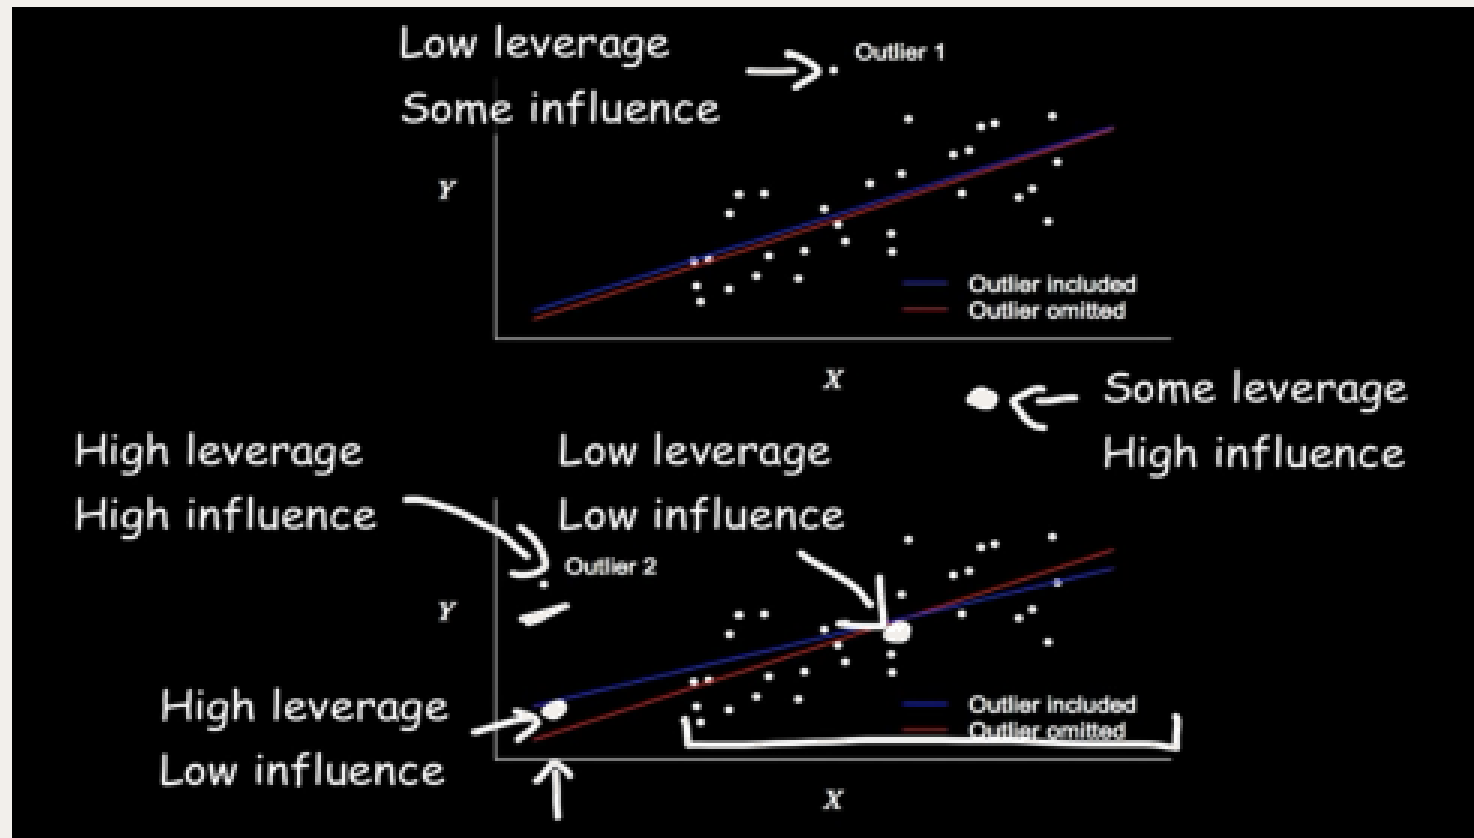 Low leverage
Some influence
Outlier 1
Y
Outlier included
Outlier omitted
X
Some leverage
High influence
High leverage
High influence
Low leverage
Low influence
Outlier 2
Y
High leverage
Low influence
Outlier included
Outlier omitted
X